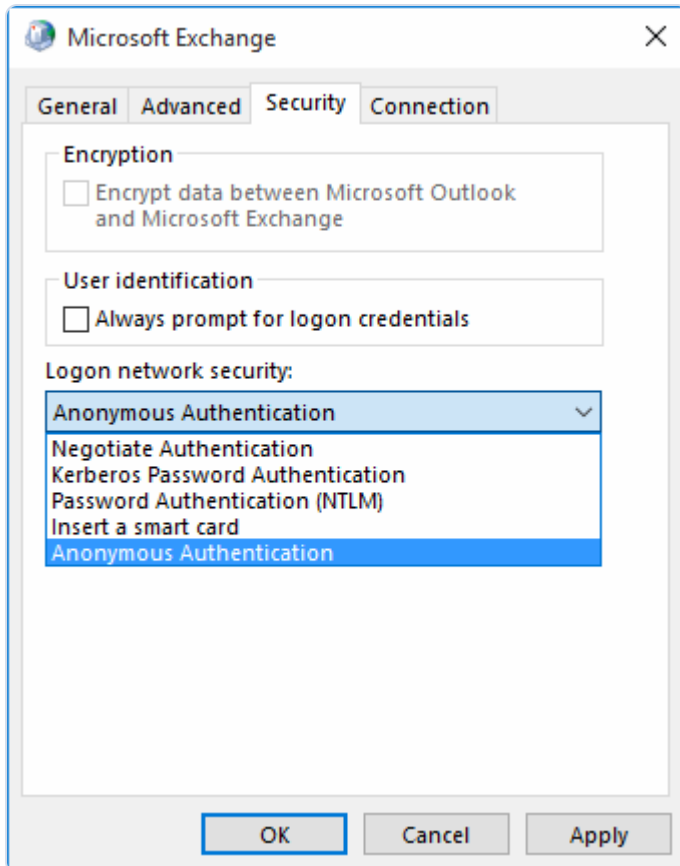 Microsoft Exchange
General Advanced Security Connection
Encryption
Encrypt data between Microsoft Outlook
and Microsoft Exchange
User identification
Always prompt for logon credentials
Logon network security:
Anonymous Authentication
Negotiate Authentication
Kerberos Password Authentication
Password Authentication (NTLM)
Insert a smart card
Anonymous Authentication
OK Cancel Apply